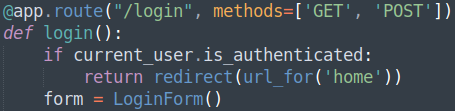 @app.route("/login", methods=['GET', 'POST'])
def login():
    if current_user.is_authenticated:
        return redirect(url_for('home'))
    form = LoginForm()